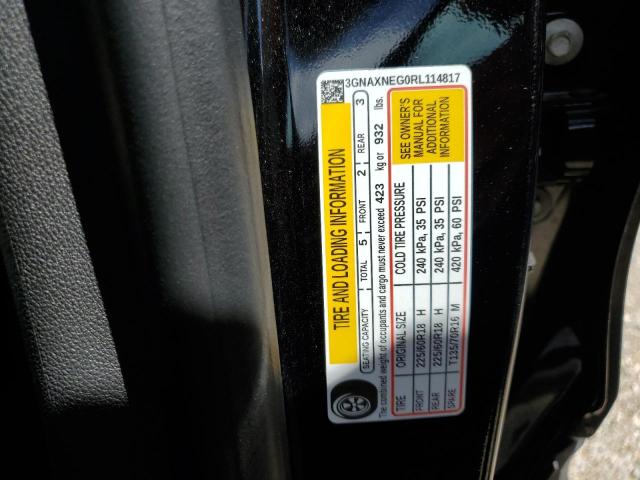 3GNAXNEG0RL114817
TIRE AND LOADING INFORMATION
SEATING CAPACITY TOTAL 5 FRONT 2 REAR 3
The combined weight of occupants and cargo must never exceed 423 kg or 932 lbs.
TIRE ORIGINAL SIZE COLD TIRE PRESSURE
FRONT 225/60R18 H 240 kPa, 35 PSI
REAR 225/60R18 H 240 kPa, 35 PSI
SPARE T135/70R16 M 420 kPa, 60 PSI
SEE OWNER'S
MANUAL FOR
ADDITIONAL
INFORMATION